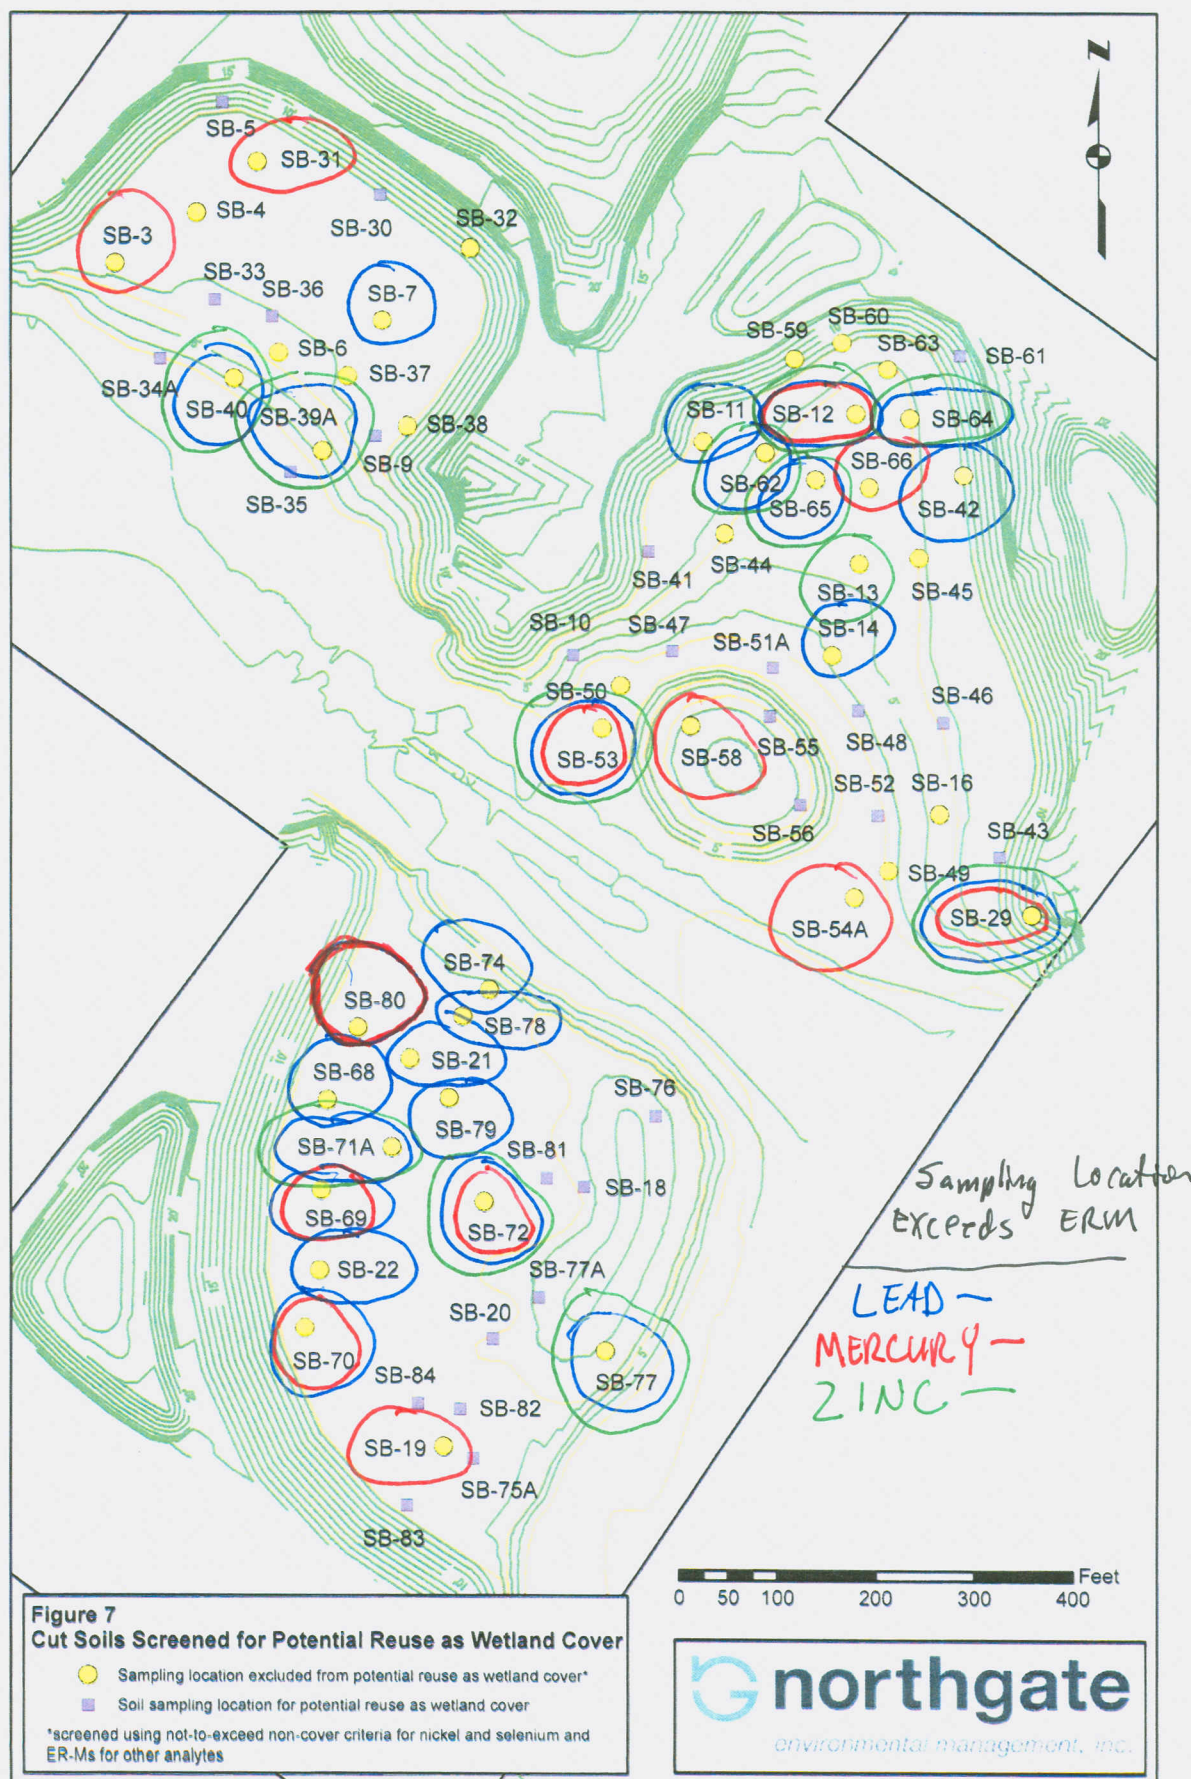 N
15'
SB-5
10'
SB-31
SB-4
SB-30
SB-32
SB-3
SB-33
SB-36
SB-7
20'
15'
SB-6
SB-37
SB-34A
SB-40
SB-39A
SB-38
SB-9
SB-35
SB-60
SB-59
SB-63
SB-61
SB-11
SB-12
SB-64
SB-66
SB-62
SB-65
SB-42
SB-44
SB-41
SB-13
SB-45
SB-10
SB-47
SB-14
SB-51A
SB-50
SB-46
SB-53
SB-58
SB-55
SB-48
SB-52
SB-16
SB-56
SB-43
SB-49
SB-29
SB-54A
SB-74
SB-80
SB-78
SB-21
SB-68
SB-76
SB-79
SB-71A
SB-81
SB-18
SB-69
SB-72
SB-22
SB-77A
SB-20
SB-70
SB-84
SB-77
SB-82
SB-19
SB-75A
SB-83
Sampling Location
Exceeds ERM
LEAD —
MERCURY —
ZINC —
Feet
0 50 100 200 300 400
Figure 7
Cut Soils Screened for Potential Reuse as Wetland Cover
Sampling location excluded from potential reuse as wetland cover*
Soil sampling location for potential reuse as wetland cover
*screened using not-to-exceed non-cover criteria for nickel and selenium and
ER-Ms for other analytes
northgate
environmental management, inc.